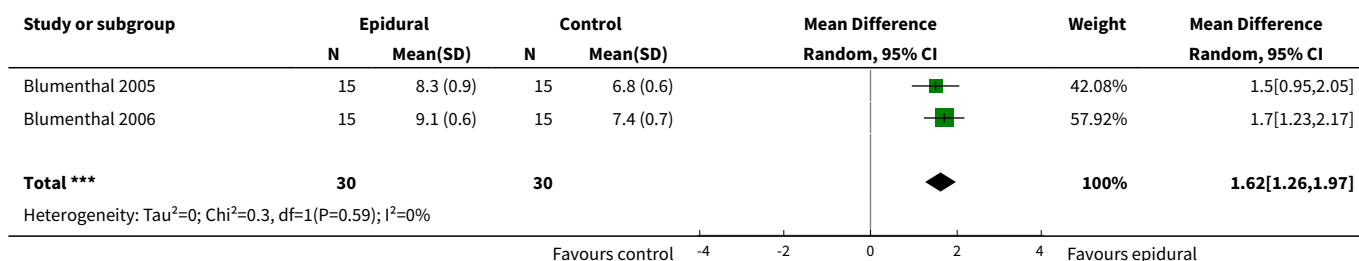 Study or subgroup Epidural Control Mean Difference Weight Mean Difference
N Mean(SD) N Mean(SD) Random, 95% CI Random, 95% CI
Blumenthal 2005 15 8.3 (0.9) 15 6.8 (0.6) 42.08% 1.5[0.95,2.05]
Blumenthal 2006 15 9.1 (0.6) 15 7.4 (0.7) 57.92% 1.7[1.23,2.17]
Total *** 30 30 100% 1.62[1.26,1.97]
Heterogeneity: Tau²=0; Chi²=0.3, df=1(P=0.59); I²=0%
Favours control -4 -2 0 2 4 Favours epidural